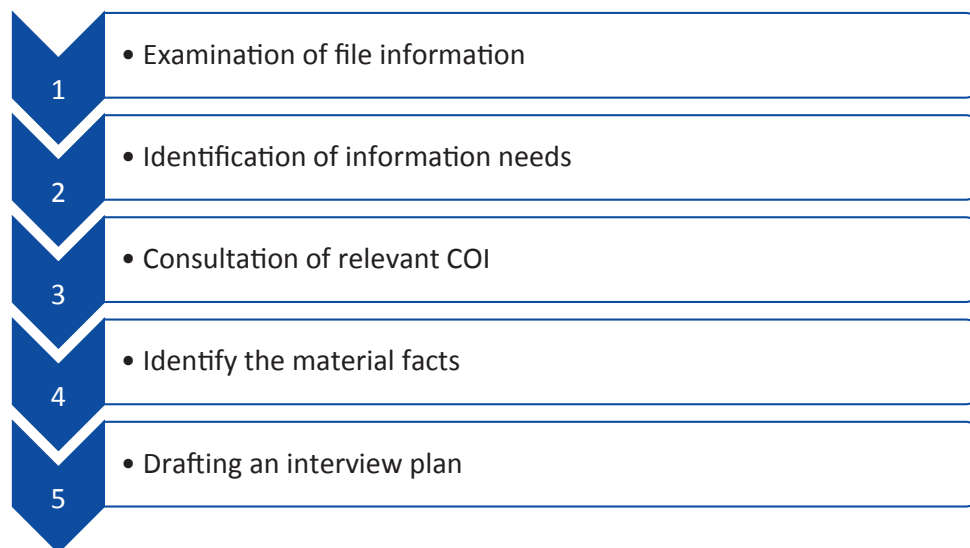 1
• Examination of file information
2
• Identification of information needs
3
• Consultation of relevant COI
4
• Identify the material facts
5
• Drafting an interview plan